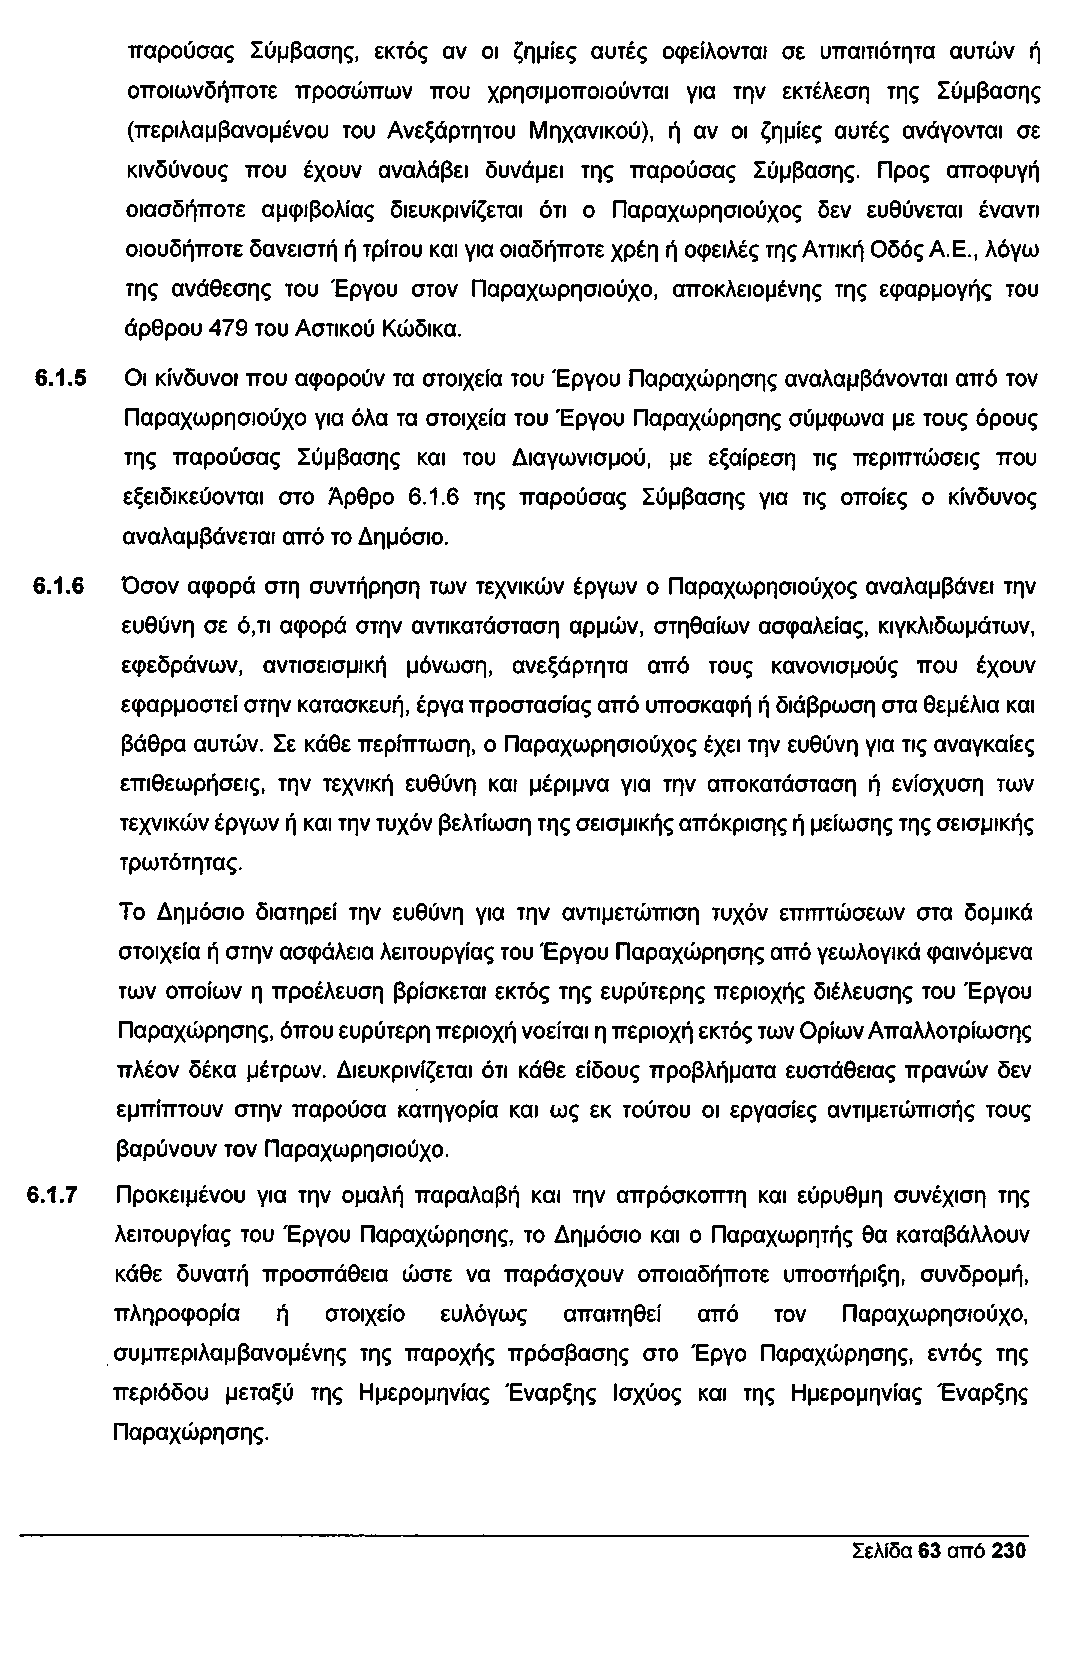 παρούσας Σύμβασης, εκτός αν οι ζημίες αυτές οφείλονται σε υπαιτιότητα αυτών ή
οποιωνδήποτε προσώπων που χρησιμοποιούνται για την εκτέλεση της Σύμβασης
(περιλαμβανομένου του Ανεξάρτητου Μηχανικού), ή αν οι ζημίες αυτές ανάγονται σε
κινδύνους που έχουν αναλάβει δυνάμει της παρούσας Σύμβασης. Προς αποφυγή
οιασδήποτε αμφιβολίας διευκρινίζεται ότι ο Παραχωρησιούχος δεν ευθύνεται έναντι
οιουδήποτε δανειστή ή τρίτου και για οιαδήποτε χρέη ή οφειλές της Αττική Οδός Α.Ε., λόγω
της ανάθεσης του Έργου στον Παραχωρησιούχο, αποκλειομένης της εφαρμογής του
άρθρου 479 του Αστικού Κώδικα.
6.1.5 Οι κίνδυνοι που αφορούν τα στοιχεία του Έργου Παραχώρησης αναλαμβάνονται από τον
Παραχωρησιούχο για όλα τα στοιχεία του Έργου Παραχώρησης σύμφωνα με τους όρους
της παρούσας Σύμβασης και του Διαγωνισμού, με εξαίρεση τις περιπτώσεις που
εξειδικεύονται στο Άρθρο 6.1.6 της παρούσας Σύμβασης για τις οποίες ο κίνδυνος
αναλαμβάνεται από το Δημόσιο.
6.1.6 Όσον αφορά στη συντήρηση των τεχνικών έργων ο Παραχωρησιούχος αναλαμβάνει την
ευθύνη σε ό,τι αφορά στην αντικατάσταση αρμών, στηθαίων ασφαλείας, κιγκλιδωμάτων,
εφεδράνων, αντισεισμική μόνωση, ανεξάρτητα από τους κανονισμούς που έχουν
εφαρμοστεί στην κατασκευή, έργα προστασίας από υποσκαφή ή διάβρωση στα θεμέλια και
βάθρα αυτών. Σε κάθε περίπτωση, ο Παραχωρησιούχος έχει την ευθύνη για τις αναγκαίες
επιθεωρήσεις, την τεχνική ευθύνη και μέριμνα για την αποκατάσταση ή ενίσχυση των
τεχνικών έργων ή και την τυχόν βελτίωση της σεισμικής απόκρισης ή μείωσης της σεισμικής
τρωτότητας.
Το Δημόσιο διατηρεί την ευθύνη για την αντιμετώπιση τυχόν επιπτώσεων στα δομικά
στοιχεία ή στην ασφάλεια λειτουργίας του Έργου Παραχώρησης από γεωλογικά φαινόμενα
των οποίων η προέλευση βρίσκεται εκτός της ευρύτερης περιοχής διέλευσης του Έργου
Παραχώρησης, όπου ευρύτερη περιοχή νοείται η περιοχή εκτός των Ορίων Απαλλοτρίωσης
πλέον δέκα μέτρων. Διευκρινίζεται ότι κάθε είδους προβλήματα ευστάθειας πρανών δεν
εμπίπτουν στην παρούσα κατηγορία και ως εκ τούτου οι εργασίες αντιμετώπισής τους
βαρύνουν τον Παραχωρησιούχο.
6.1.7 Προκειμένου για την ομαλή παραλαβή και την απρόσκοπτη και εύρυθμη συνέχιση της
λειτουργίας του Έργου Παραχώρησης, το Δημόσιο και ο Παραχωρητής θα καταβάλλουν
κάθε δυνατή προσπάθεια ώστε να παράσχουν οποιαδήποτε υποστήριξη, συνδρομή,
πληροφορία ή στοιχείο ευλόγως απαιτηθεί από τον Παραχωρησιούχο,
συμπεριλαμβανομένης της παροχής πρόσβασης στο Έργο Παραχώρησης, εντός της
περιόδου μεταξύ της Ημερομηνίας Έναρξης Ισχύος και της Ημερομηνίας Έναρξης
Παραχώρησης.
Σελίδα 63 από 230